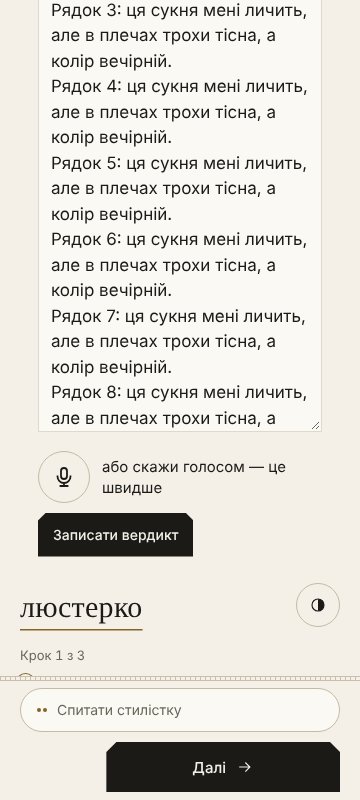 Рядок 3: ця сукня мені личить,
але в плечах трохи тісна, а
колір вечірній.
Рядок 4: ця сукня мені личить,
але в плечах трохи тісна, а
колір вечірній.
Рядок 5: ця сукня мені личить,
але в плечах трохи тісна, а
колір вечірній.
Рядок 6: ця сукня мені личить,
але в плечах трохи тісна, а
колір вечірній.
Рядок 7: ця сукня мені личить,
але в плечах трохи тісна, а
колір вечірній.
Рядок 8: ця сукня мені личить,
але в плечах трохи тісна, а
або скажи голосом — це
швидше
Записати вердикт
люстерко
Крок 1 з 3
Спитати стилістку
Далі →